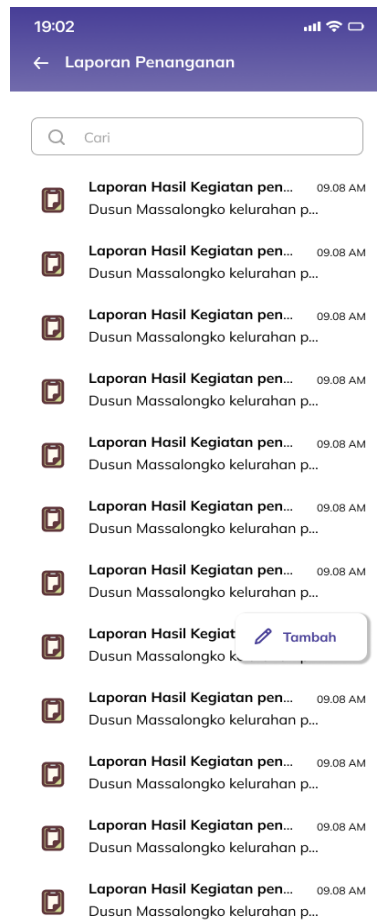 19:02
Laporan Penanganan
Cari
Laporan Hasil Kegiatan pen... 09.08 AM
Dusun Massalongko kelurahan p...
Laporan Hasil Kegiatan pen... 09.08 AM
Dusun Massalongko kelurahan p...
Laporan Hasil Kegiatan pen... 09.08 AM
Dusun Massalongko kelurahan p...
Laporan Hasil Kegiatan pen... 09.08 AM
Dusun Massalongko kelurahan p...
Laporan Hasil Kegiatan pen... 09.08 AM
Dusun Massalongko kelurahan p...
Laporan Hasil Kegiatan pen... 09.08 AM
Dusun Massalongko kelurahan p...
Laporan Hasil Kegiatan pen... 09.08 AM
Dusun Massalongko kelurahan p...
Laporan Hasil Kegiat Tambah
Dusun Massalongko
Laporan Hasil Kegiatan pen... 09.08 AM
Dusun Massalongko kelurahan p...
Laporan Hasil Kegiatan pen... 09.08 AM
Dusun Massalongko kelurahan p...
Laporan Hasil Kegiatan pen... 09.08 AM
Dusun Massalongko kelurahan p...
Laporan Hasil Kegiatan pen... 09.08 AM
Dusun Massalongko kelurahan p...